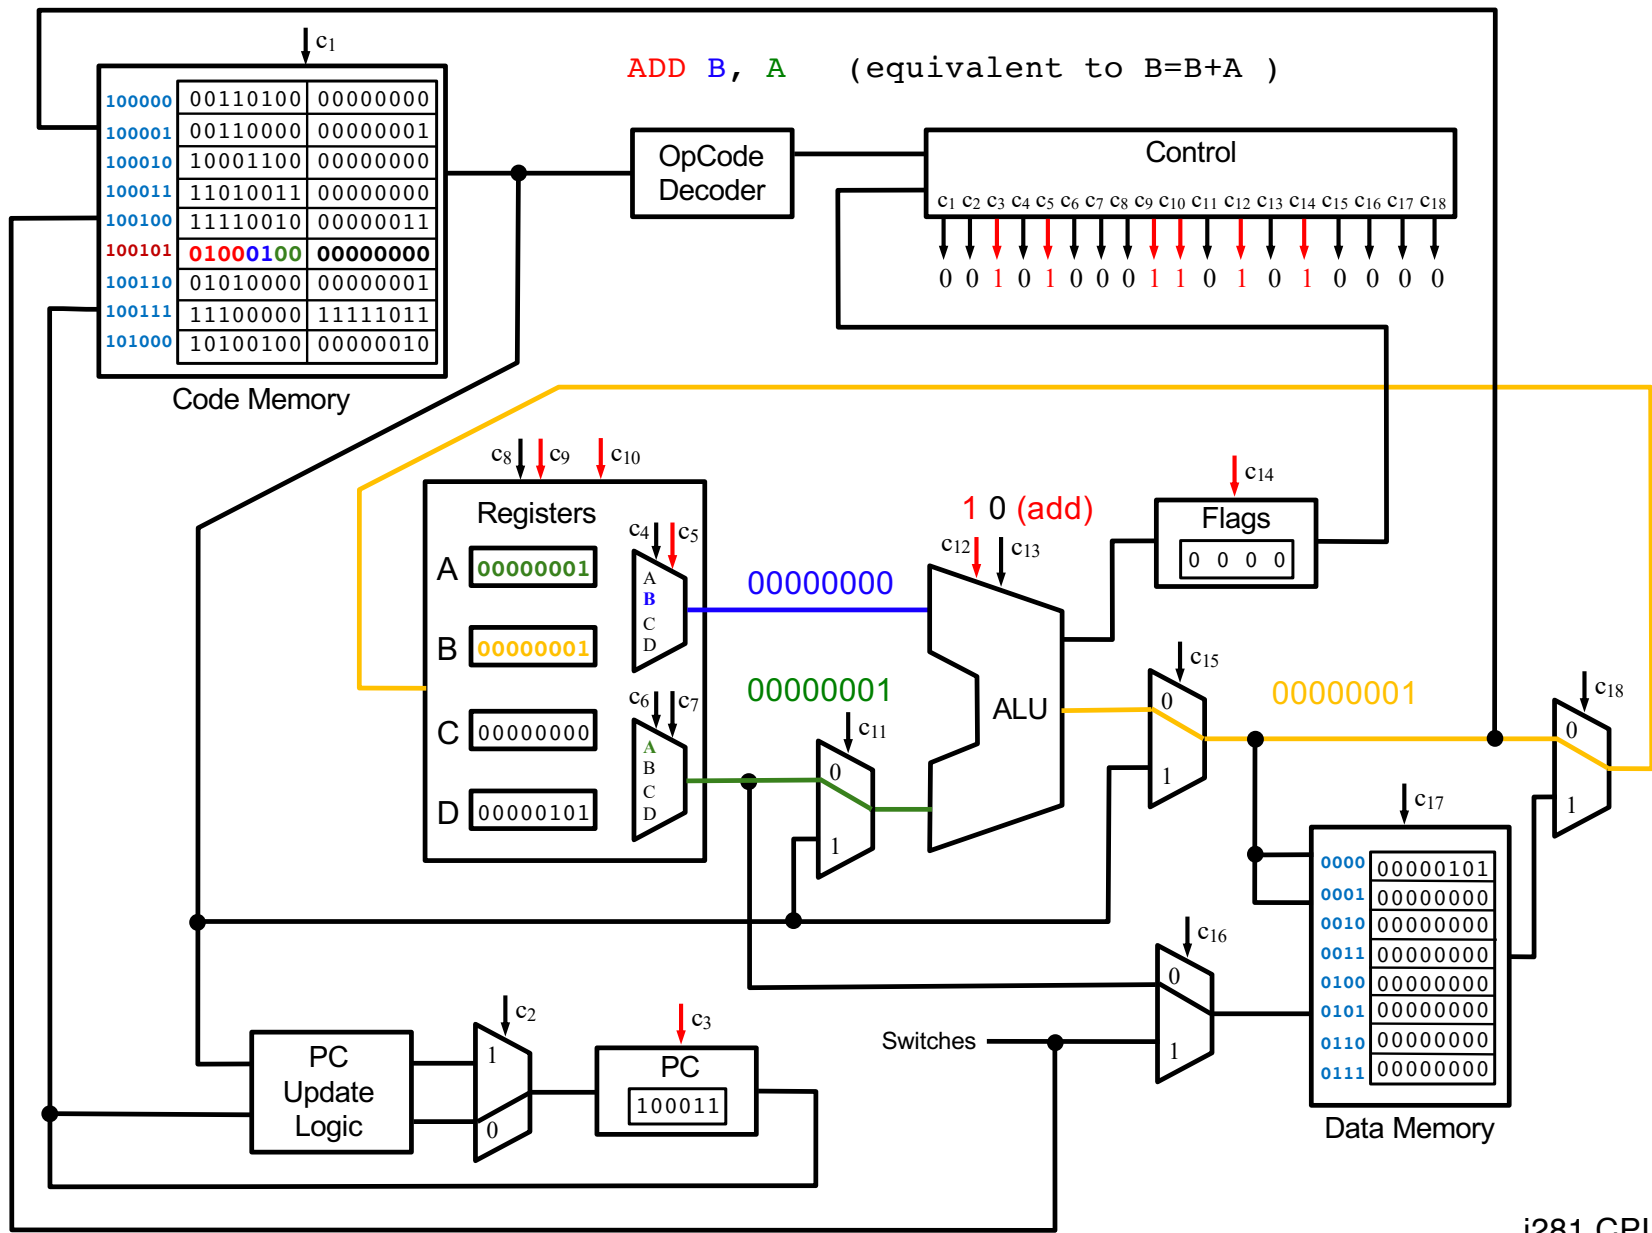 c1
ADD B, A (equivalent to B=B+A )
100000 00110100 00000000
100001 00110000 00000001
100010 10001100 00000000
100011 11010011 00000000
100100 11110010 00000011
100101 01000100 00000000
100110 01010000 00000001
100111 11100000 11111011
101000 10100100 00000010
Code Memory
OpCode
Decoder
Control
c1 c2 c3 c4 c5 c6 c7 c8 c9 c10 c11 c12 c13 c14 c15 c16 c17 c18
0 0 1 0 1 0 0 0 1 1 0 1 0 1 0 0 0 0
c8 c9 c10
Registers
A 00000001
B 00000001
C 00000000
D 00000101
c4 c5
A
B
C
D
c6 c7
A
B
C
D
00000000
00000001
c11
0
1
1 0 (add)
c12 c13
ALU
c14
Flags
0 0 0 0
c15
0
1
00000001
c18
0
1
c17
0000 00000101
0001 00000000
0010 00000000
0011 00000000
0100 00000000
0101 00000000
0110 00000000
0111 00000000
Data Memory
c16
0
1
Switches
PC
Update
Logic
c2
1
0
c3
PC
100011
i281